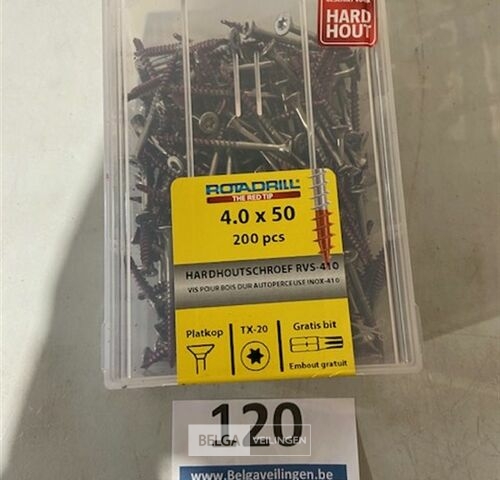 HARD
HOUT
ROTADRILL
THE RED TIP
4.0 x 50
200 pcs
HARDHOUTSCHROEF RVS-410
VIS POUR BOIS DUR AUTOPERCEUSE INOX-410
Platkop
TX-20
Gratis bit
Embout gratuit
120
BELGA VEILINGEN
www.Belgaveilingen.be